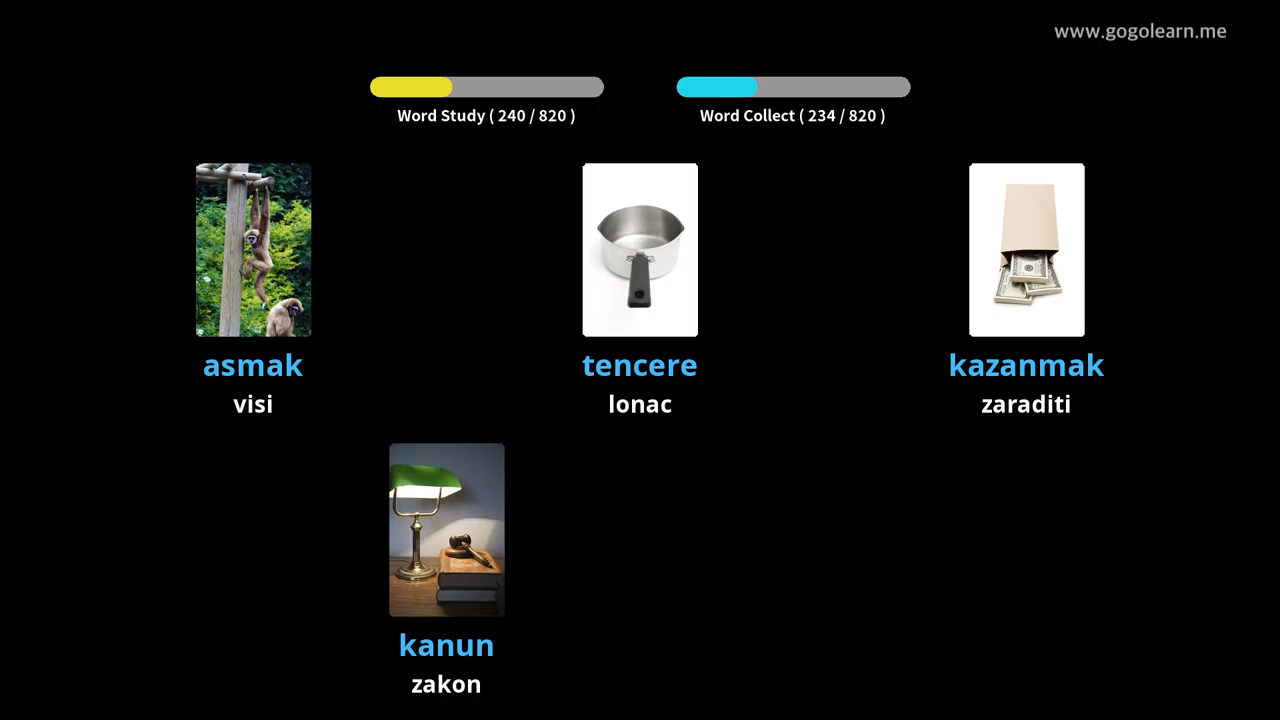 www.gogolearn.me
Word Study ( 240 / 820 )
Word Collect ( 234 / 820 )
asmak
visi
tencere
lonac
kazanmak
zaraditi
kanun
zakon